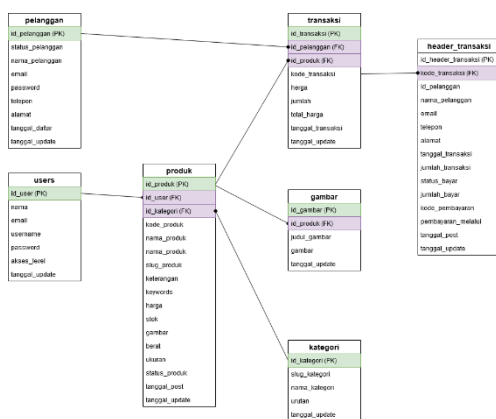 pelanggan
id_pelanggan (PK)
status_pelanggan
nama_pelanggan
email
password
telepon
alamat
tanggal_daftar
tanggal_update
transaksi
id_transaksi (PK)
id_pelanggan (FK)
id_produk (FK)
kode_transaksi
herga
jumlah
total_harga
tanggal_transaksi
tanggal_update
header_transaksi
id_header_transaksi (PK)
kode_transaksi (FK)
id_pelanggan
nama_pelanggan
email
telepon
alamat
tanggal_transaksi
jumlah_transaksi
status_bayar
jumlah_bayar
kode_pembayaran
pembayaran_melalui
tanggal_post
tanggal_update
users
id_user (PK)
nama
email
username
password
akses_level
tanggal_update
produk
id_produk (PK)
id_user (FK)
id_kategori (FK)
kode_produk
nama_produk
nama_produk
slug_produk
keterangan
keywords
harga
stok
gambar
berat
ukuran
status_produk
tanggal_post
tanggal_update
gambar
id_gambar (PK)
id_produk (FK)
judul_gambar
gambar
tanggal_update
kategori
id_kategori (PK)
slug_kategori
nama_kategori
urutan
tanggal_update